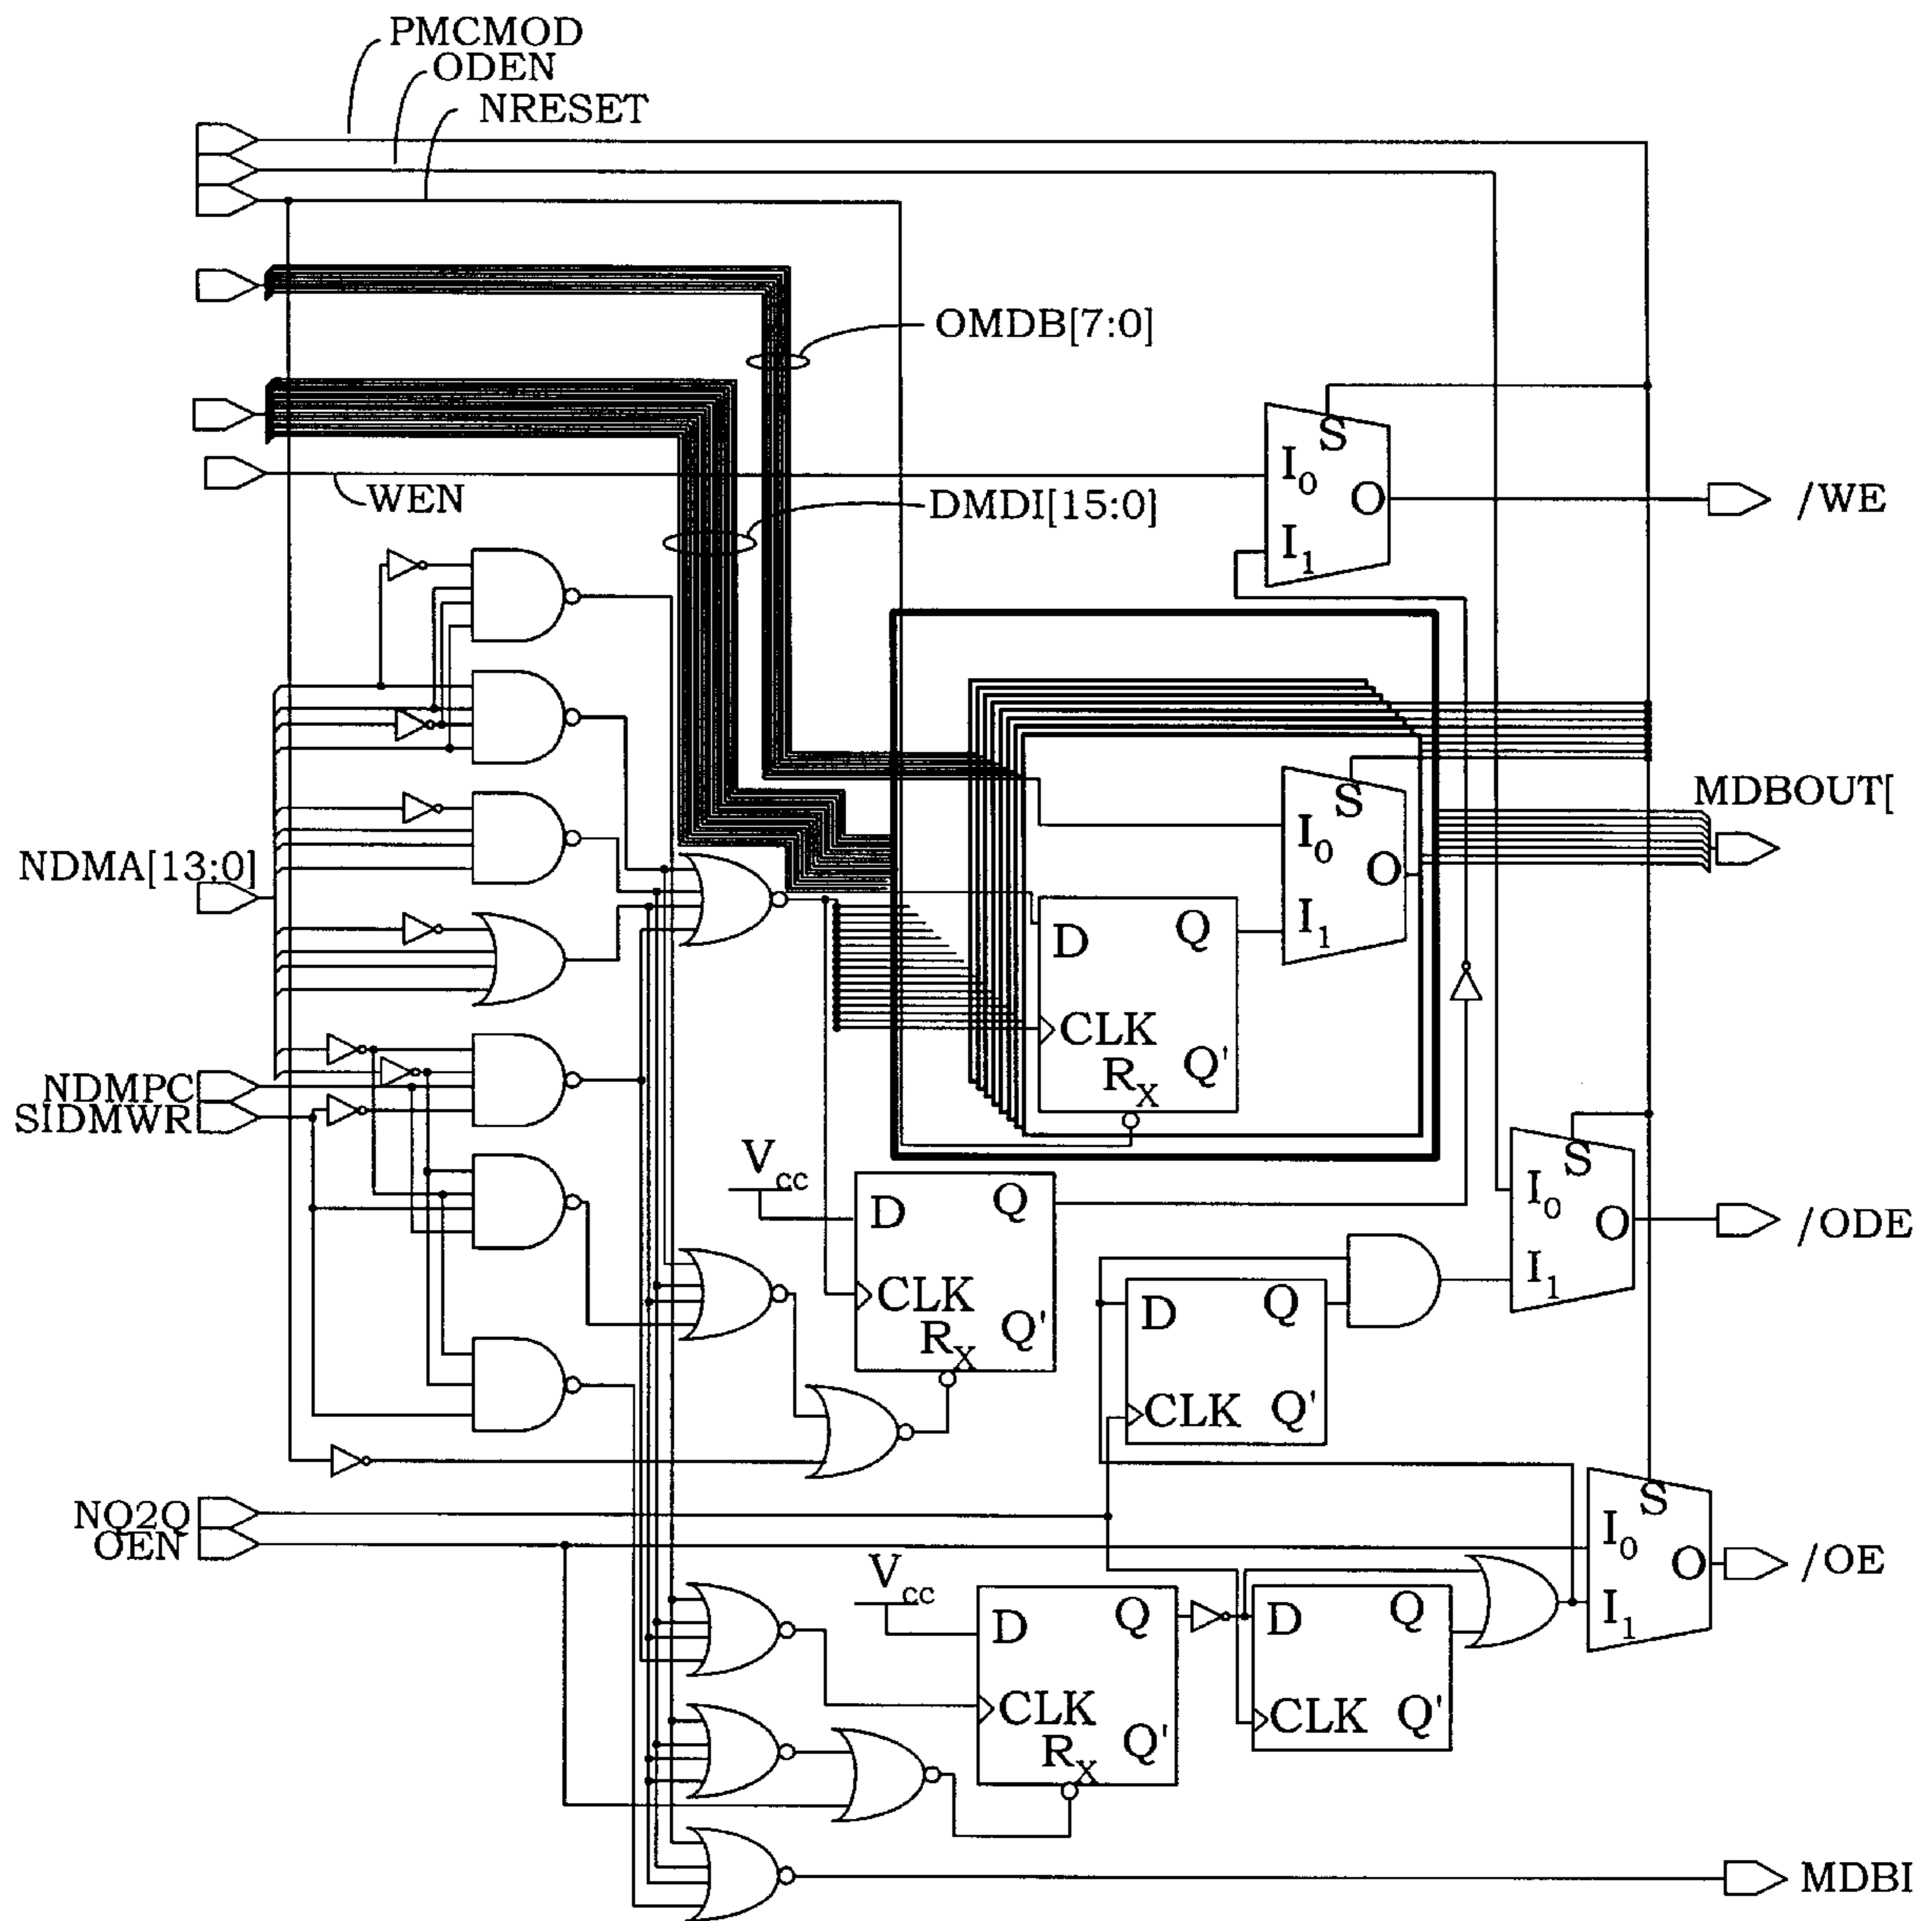 PMCMOD
ODEN
NRESET
OMDB[7:0]
S
I0
WEN
DMDI[15:0]
O
/WE
I1
S
MDBOUT[
I0
NDMA[13:0]
O
I1
D Q
CLK
NDMPC
RX Q'
SIDMWR
VCC
S
D Q
I0
O
/ODE
I1
CLK
D Q
RX Q'
CLK Q'
S
NQ2Q
OEN
I0
O
/OE
VCC
I1
D Q
D Q
CLK
CLK Q'
RX Q'
MDBI